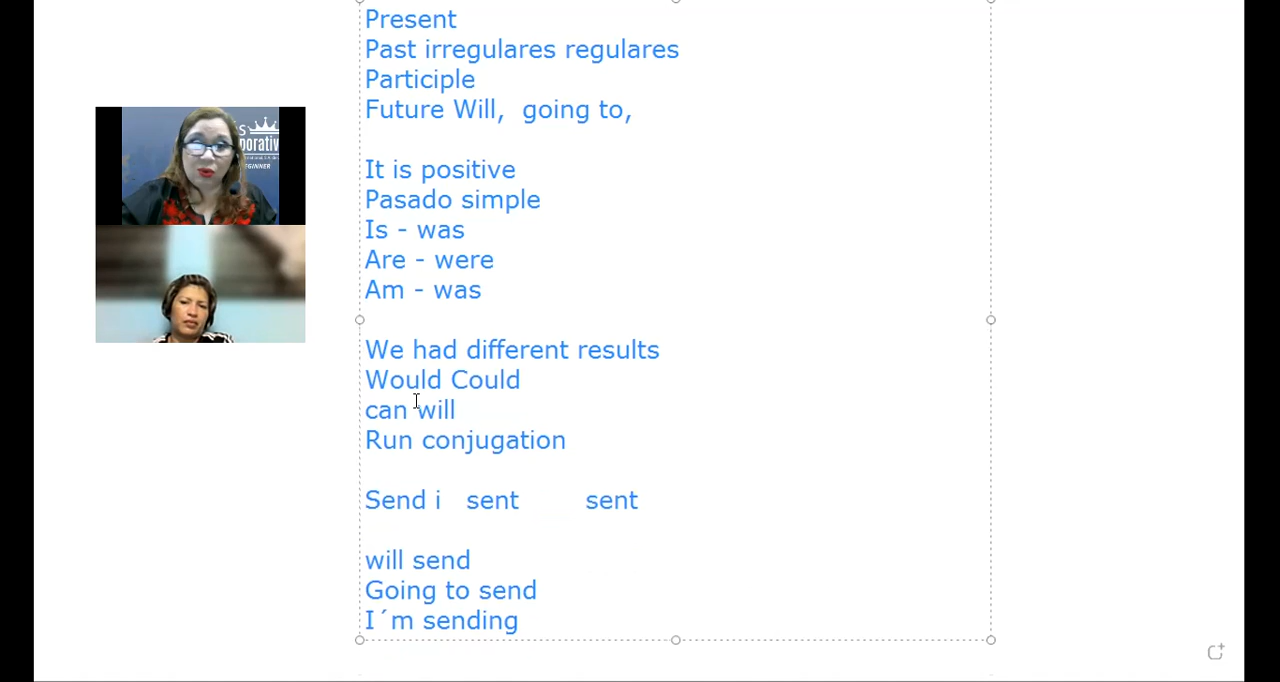 Present
Past irregulares regulares
Participle
Future Will, going to,
It is positive
Pasado simple
Is - was
Are - were
Am - was
We had different results
Would Could
can will
Run conjugation
Send i sent sent
will send
Going to send
I´m sending
S
porativ
GINNER